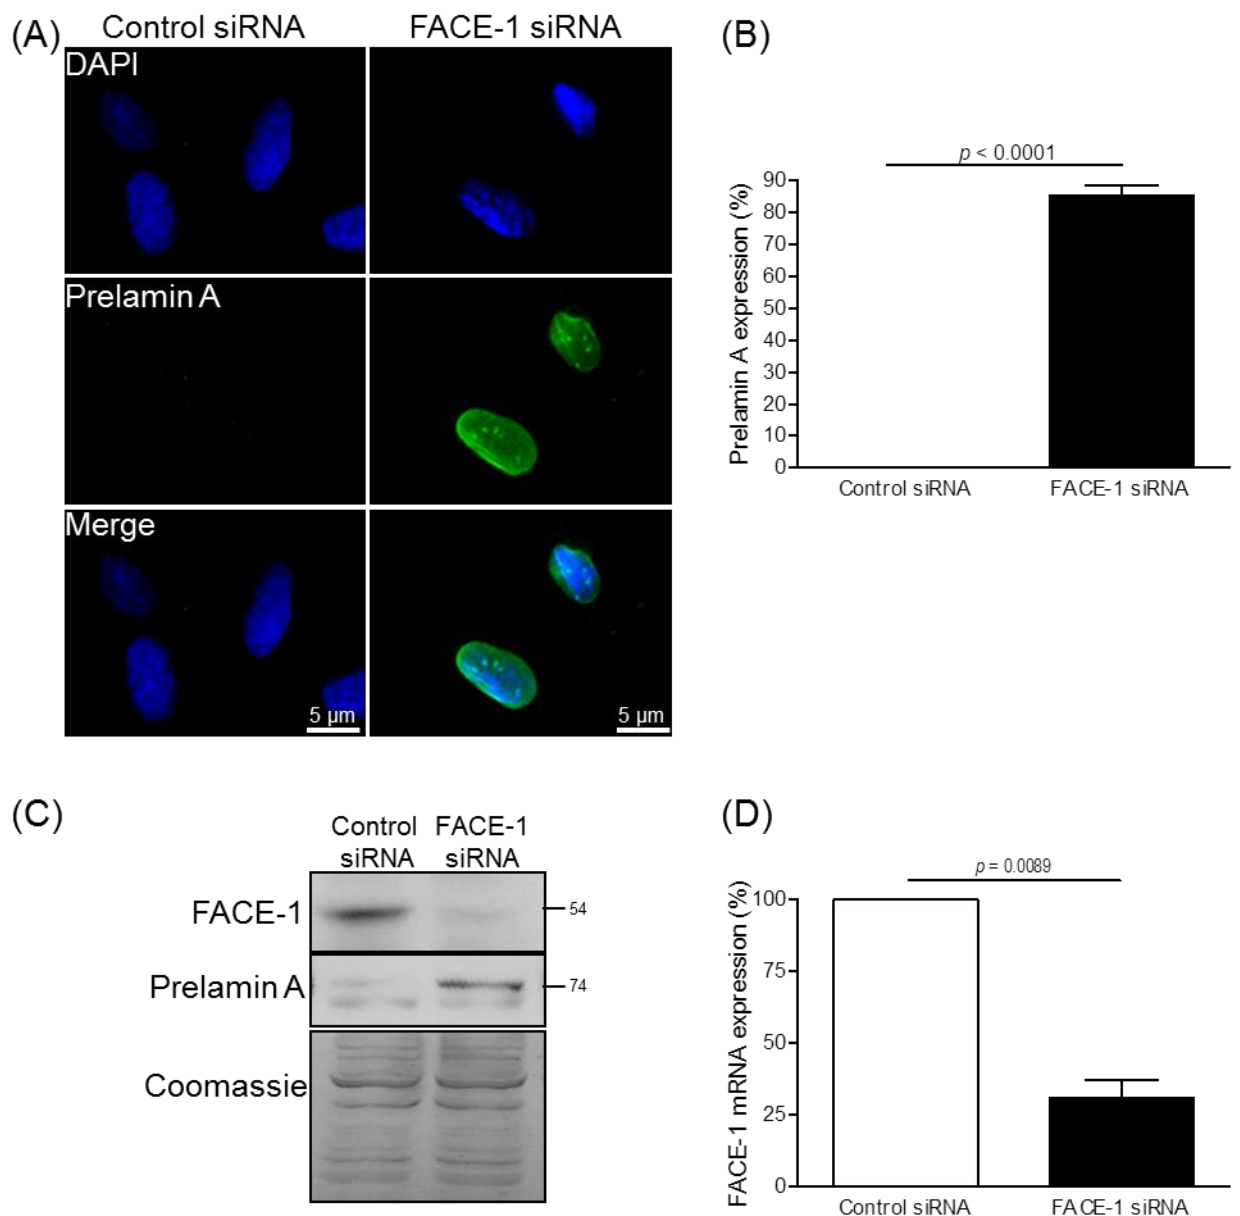 (A)
Control siRNA
FACE-1 siRNA
DAPI
Prelamin A
Merge
5 µm
5 µm
(B)
p < 0.0001
Prelamin A expression (%)
90
80
70
60
50
40
30
20
10
0
Control siRNA
FACE-1 siRNA
(C)
Control FACE-1
siRNA siRNA
FACE-1
54
Prelamin A
74
Coomassie
(D)
p = 0.0089
FACE-1 mRNA expression (%)
100
75
50
25
0
Control siRNA
FACE-1 siRNA